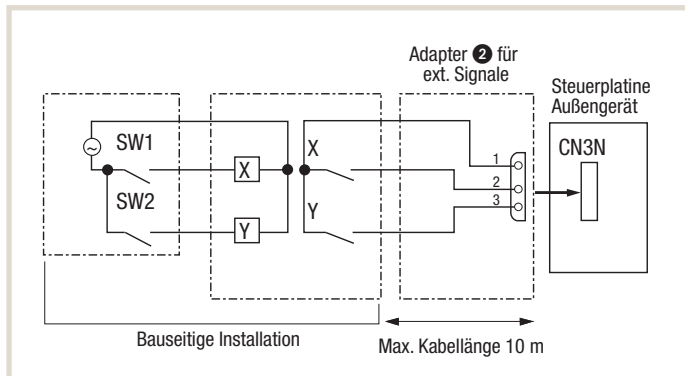 Adapter ❷ für
ext. Signale
Steuerplatine
Außengerät
SW1
X
X
1
CN3N
2
SW2
3
Y
Y
Bauseitige Installation
Max. Kabellänge 10 m